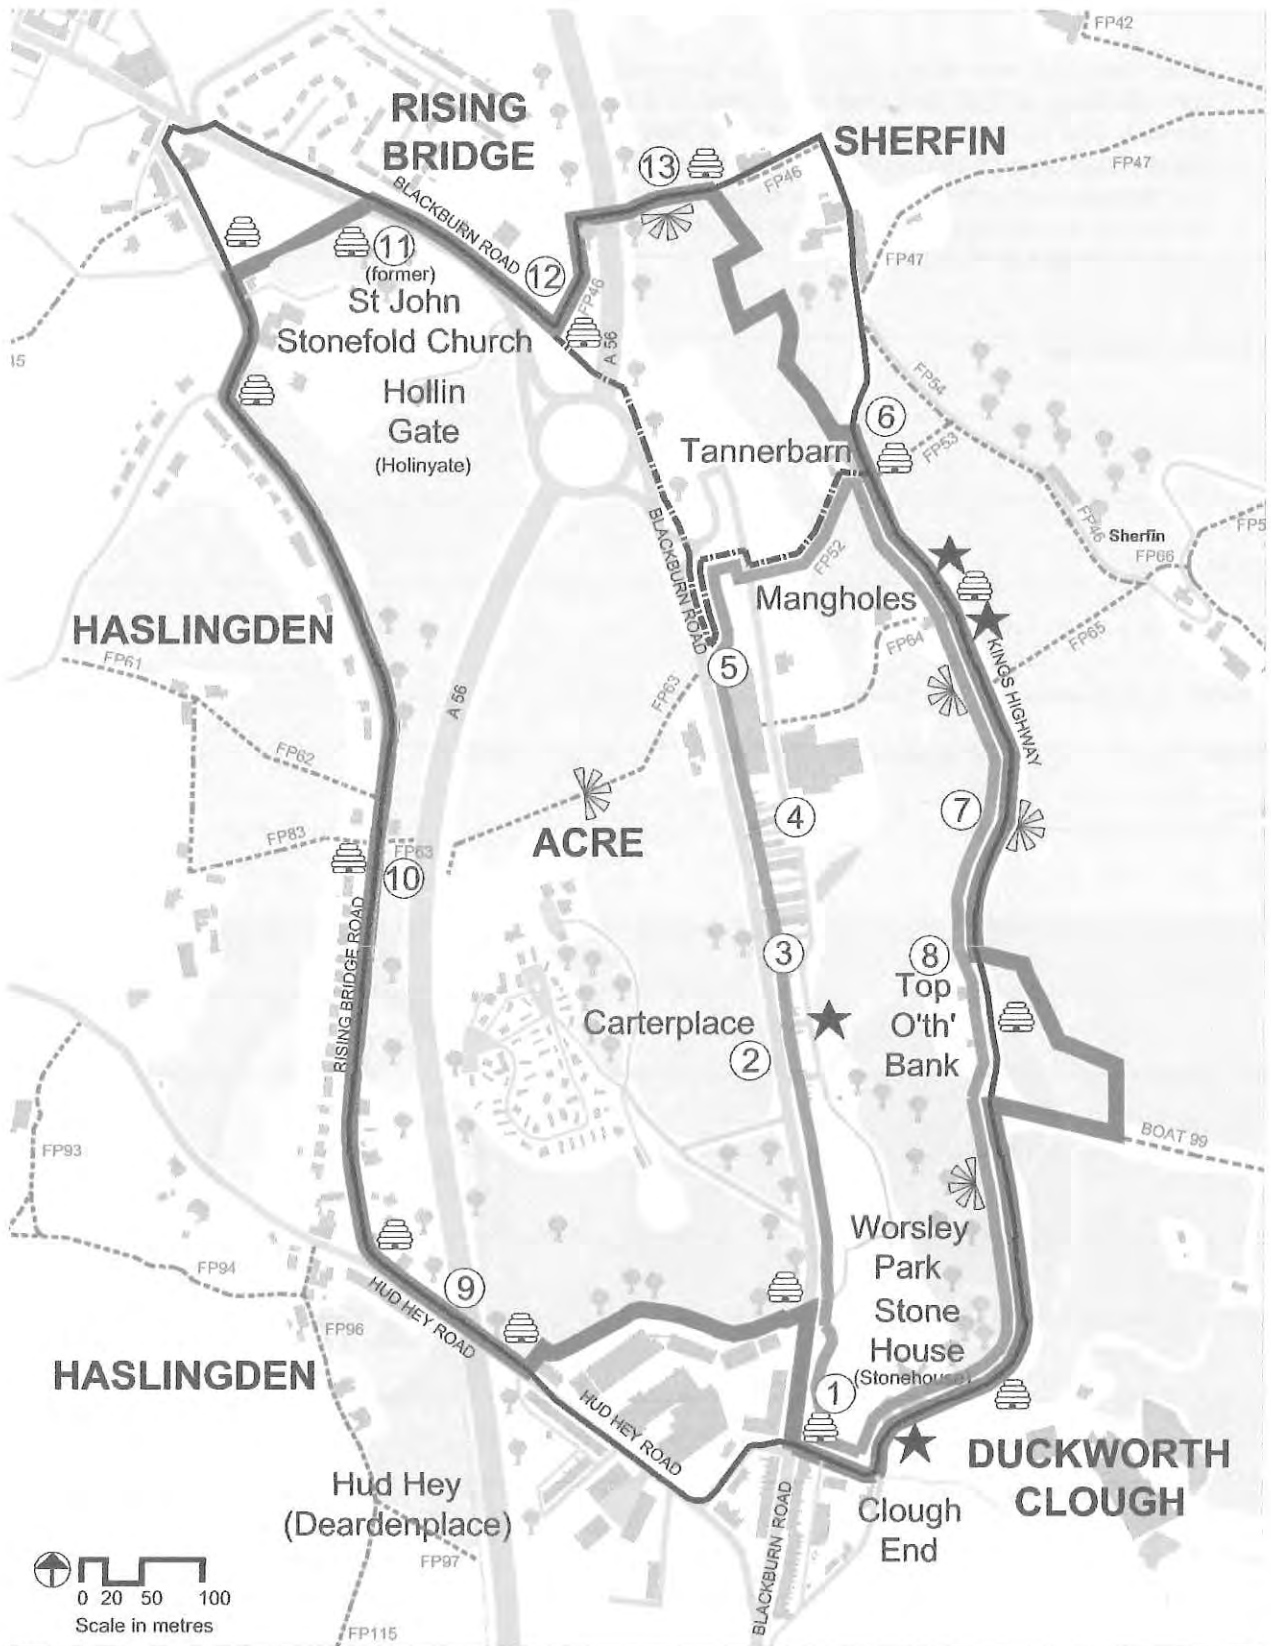 FP42
RISING
BRIDGE
SHERFIN
13
FP46
FP47
BLACKBURN ROAD
11
(former)
12
FP46
FP47
St John
Stonefold Church
A 56
15
Hollin
Gate
(Holinyate)
FP54
6
Tannerbarn
FP53
BLACKBURN ROAD
FP52
FP46
Sherfin
FP66
FP5
Mangholes
HASLINGDEN
FP61
FP64
FP65
KINGS HIGHWAY
5
FP63
A 56
FP62
7
4
ACRE
FP83
FP63
10
RISING BRIDGE ROAD
3
8
Top
O'th'
Bank
Carterplace
2
BOAT 99
FP93
Worsley
Park
Stone
House
(Stonehouse)
FP94
9
HUD HEY ROAD
FP96
HASLINGDEN
1
HUD HEY ROAD
DUCKWORTH
CLOUGH
Hud Hey
(Deardenplace)
Clough
End
BLACKBURN ROAD
FP97
0 20 50 100
Scale in metres
FP115